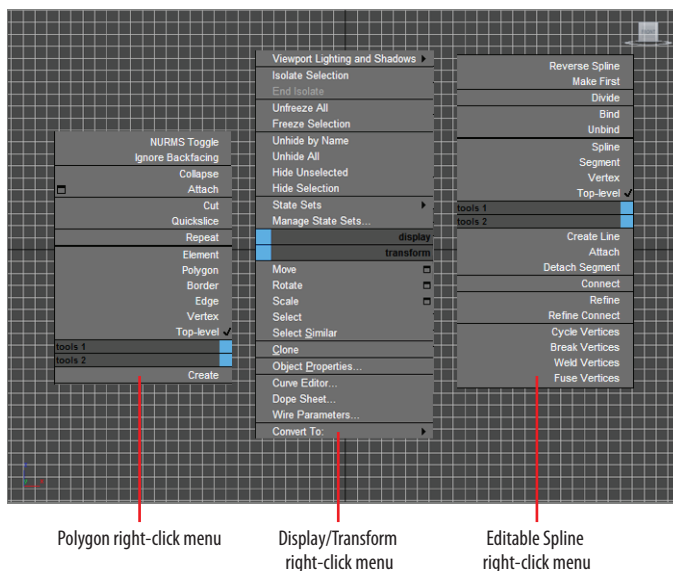 NURMS Toggle
Ignore Backfacing
Collapse
Attach
Cut
Quickslice
Repeat
Element
Polygon
Border
Edge
Vertex
Top-level
tools 1
tools 2
Create
Viewport Lighting and Shadows
Isolate Selection
End Isolate
Unfreeze All
Freeze Selection
Unhide by Name
Unhide All
Hide Unselected
Hide Selection
State Sets
Manage State Sets...
display
transform
Move
Rotate
Scale
Select
Select Similar
Clone
Object Properties...
Curve Editor...
Dope Sheet...
Wire Parameters...
Convert To:
Reverse Spline
Make First
Divide
Bind
Unbind
Spline
Segment
Vertex
Top-level
tools 1
tools 2
Create Line
Attach
Detach Segment
Connect
Refine
Refine Connect
Cycle Vertices
Break Vertices
Weld Vertices
Fuse Vertices
Polygon right-click menu
Display/Transform
right-click menu
Editable Spline
right-click menu